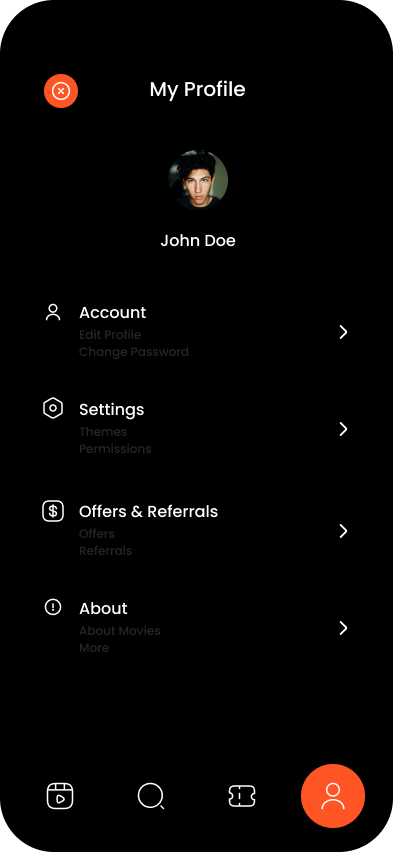 My Profile
John Doe
Account
Edit Profile
Change Password
Settings
Themes
Permissions
Offers & Referrals
Offers
Referrals
About
About Movies
More